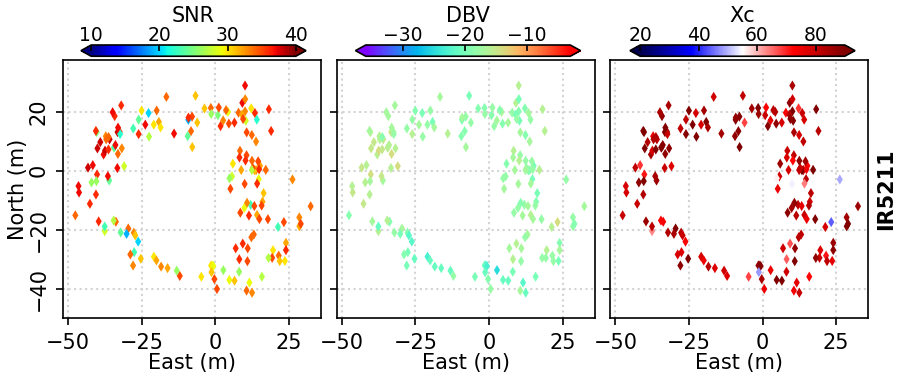 SNR DBV Xc
10 20 30 40 −30 −20 −10 20 40 60 80
20
0
−20
−40
North (m)
IR5211
−50 −25 0 25 −50 −25 0 25 −50 −25 0 25
East (m) East (m) East (m)